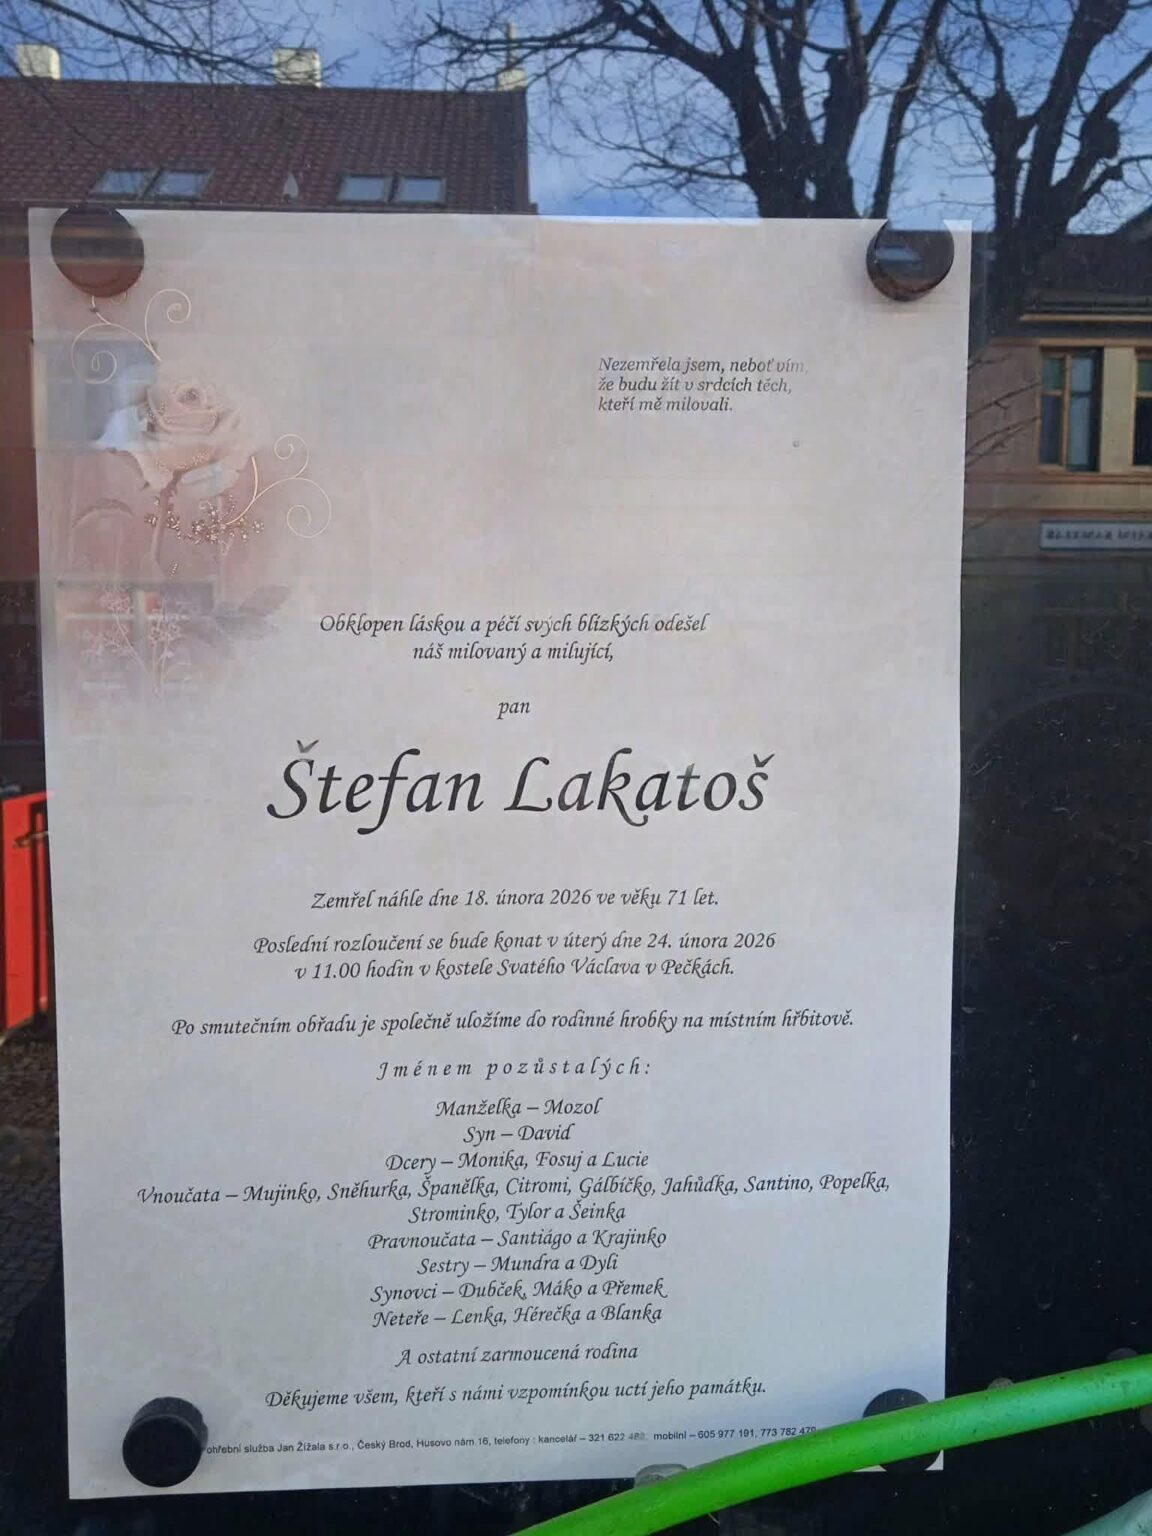 Nezemřela jsem, neboť vím,
že budu žít v srdcích těch,
kteří mě milovali.
Obklopen láskou a péčí svých blízkých odešel
náš milovaný a milující,
pan
Štefan Lakatoš
Zemřel náhle dne 18. února 2026 ve věku 71 let.
Poslední rozloučení se bude konat v úterý dne 24. února 2026
v 11.00 hodin v kostele Svatého Václava v Pečkách.
Po smutečním obřadu je společně uložíme do rodinné hrobky na místním hřbitově.
Jménem pozůstalých:
Manželka – Mozol
Syn – David
Dcery – Monika, Fosuj a Lucie
Vnoučata – Mujinko, Sněhurka, Španělka, Citromi, Gálbíčko, Jahůdka, Santino, Popelka,
Strominko, Tylor a Šeinka
Pravnoučata – Santiágo a Krajinko
Sestry – Mundra a Dyli
Synovci – Dubček, Máko a Přemek
Neteře – Lenka, Hérečka a Blanka
A ostatní zarmoucená rodina
Děkujeme všem, kteří s námi vzpomínkou uctí jeho památku.
ohřební služba Jan Žížala s.r.o., Český Brod, Husovo nám 16, telefony : kancelář – 321 622 mobilní – 605 977 191, 773 782